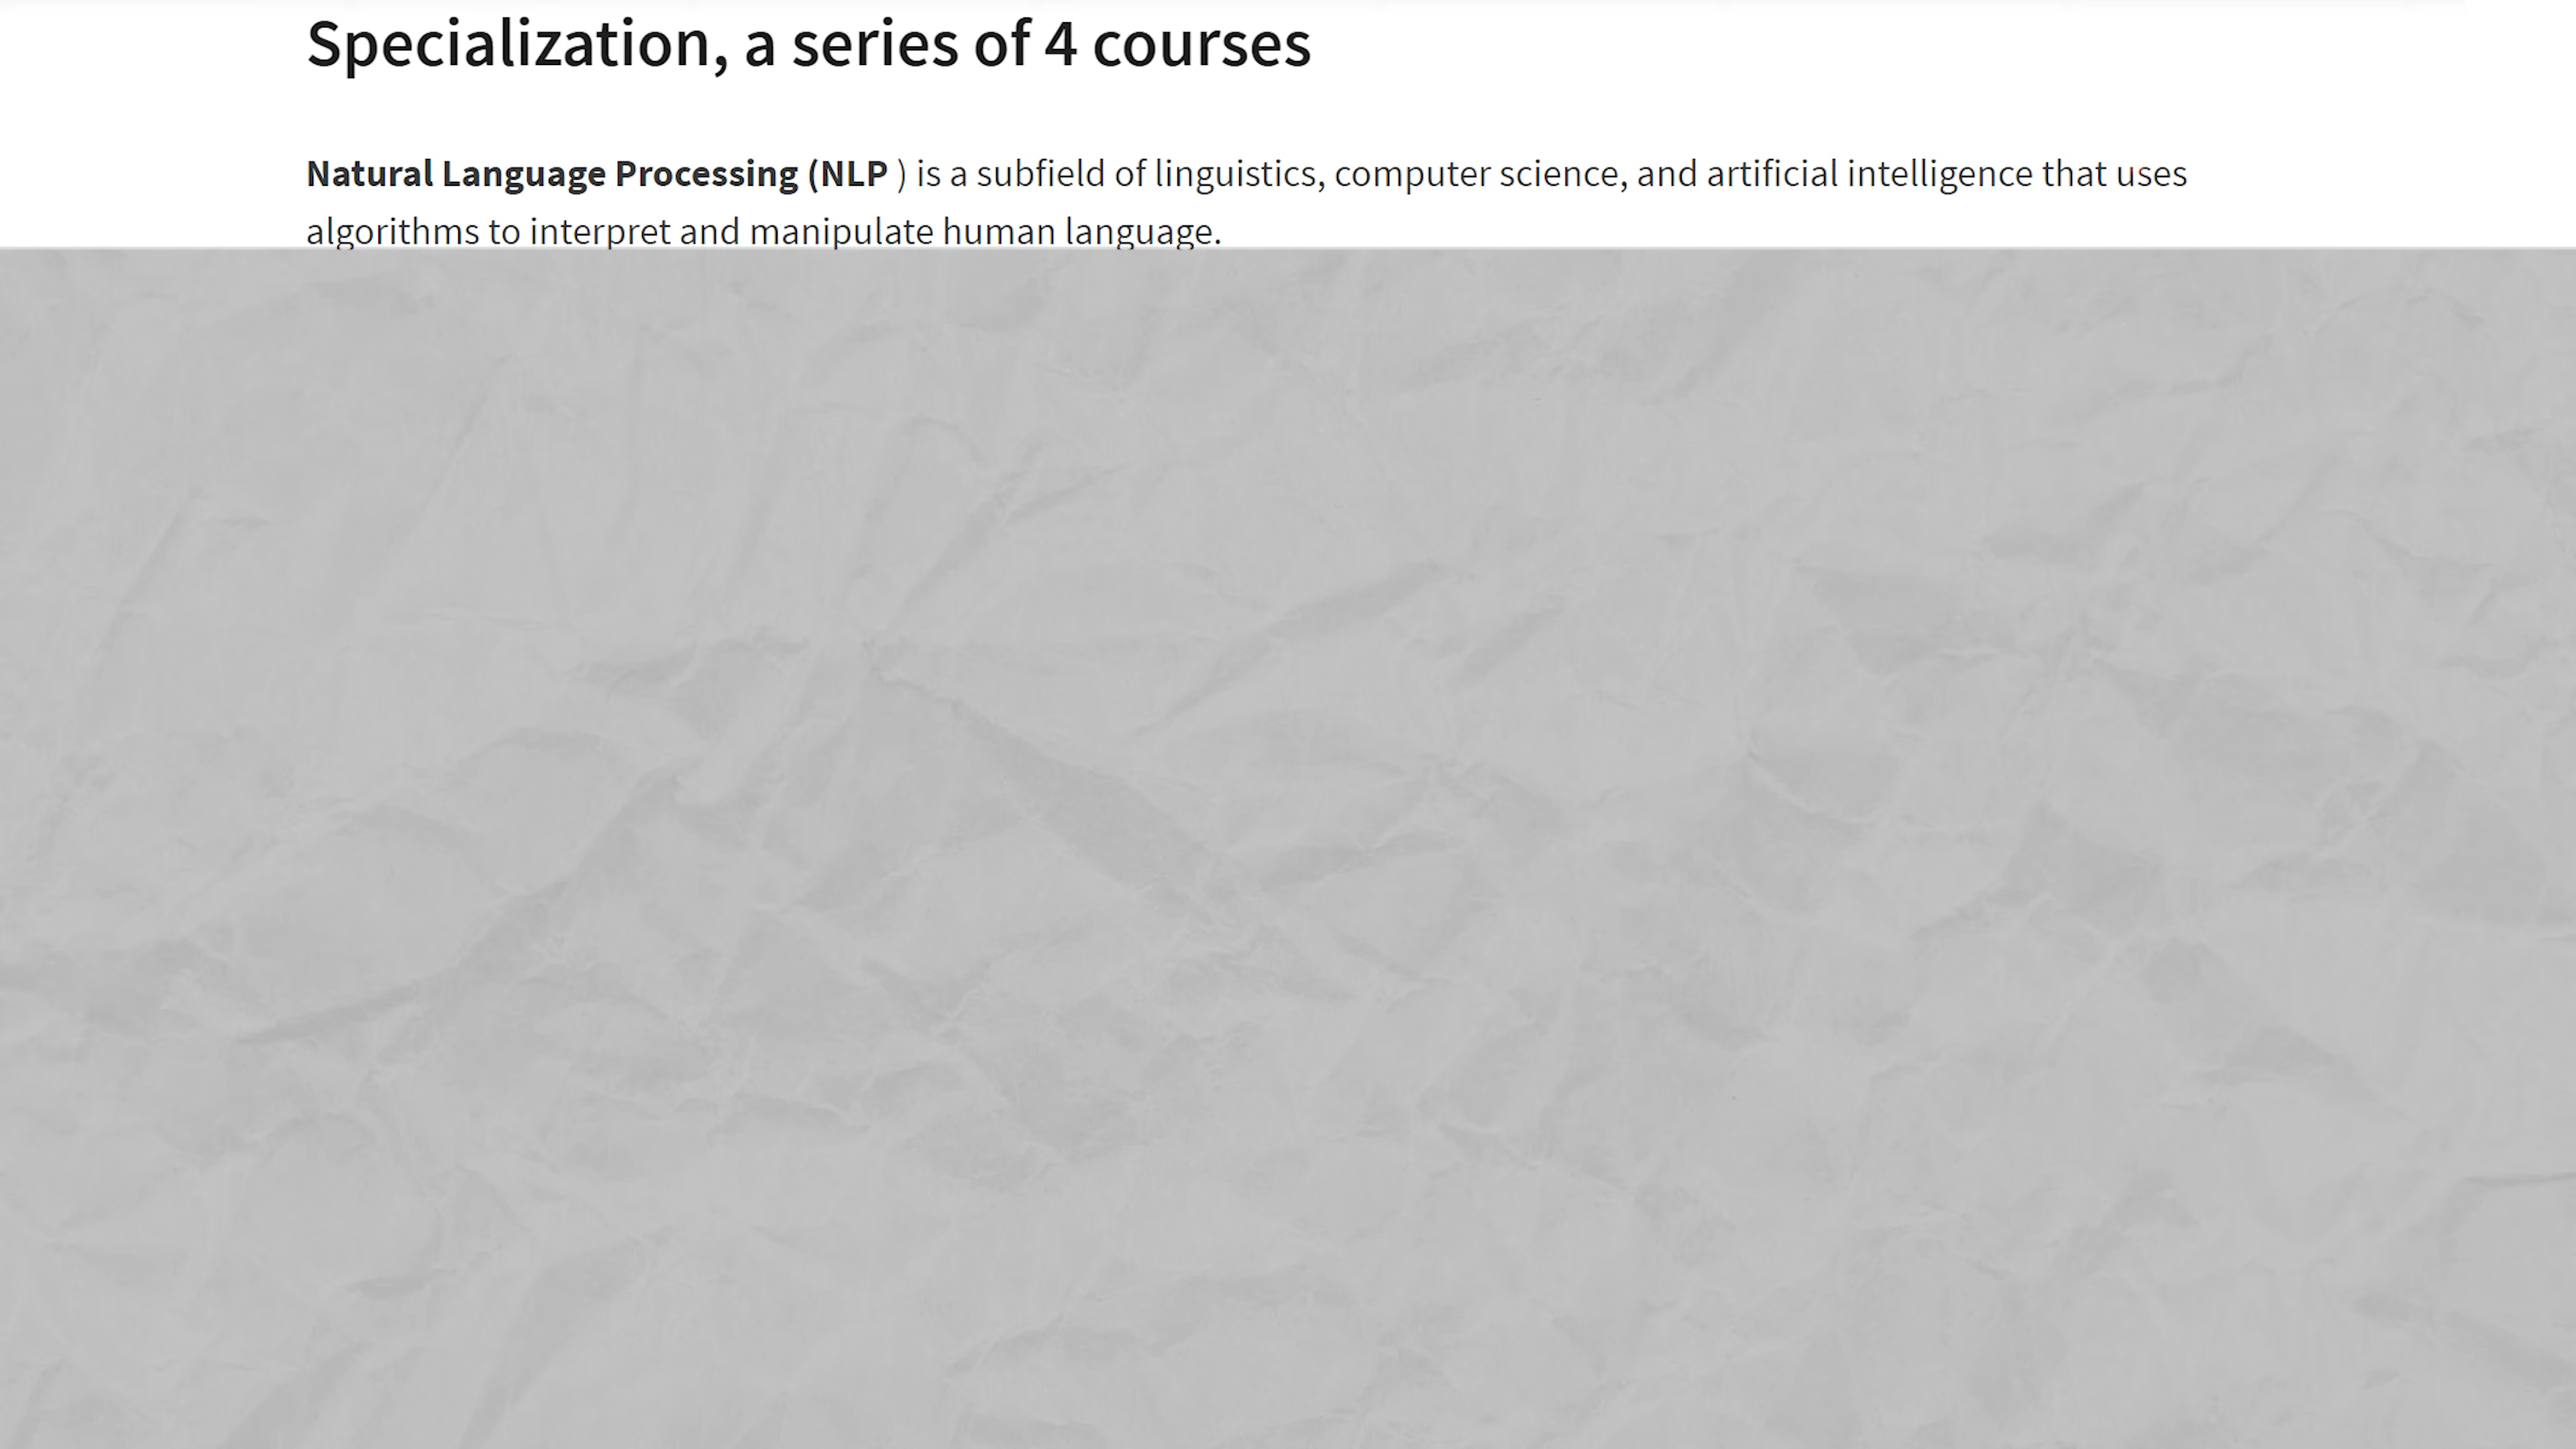 Specialization, a series of 4 courses
Natural Language Processing (NLP ) is a subfield of linguistics, computer science, and artificial intelligence that uses
algorithms to interpret and manipulate human language.